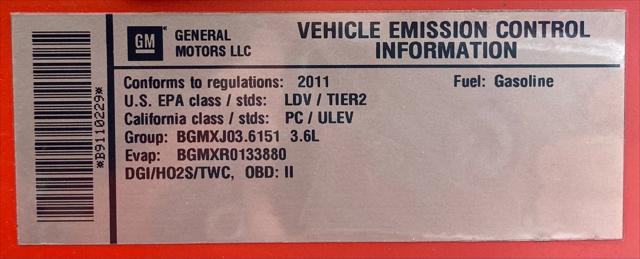 *B9110229*
GM
GENERAL
MOTORS LLC
VEHICLE EMISSION CONTROL
INFORMATION
Conforms to regulations: 2011 Fuel: Gasoline
U.S. EPA class / stds: LDV / TIER2
California class / stds: PC / ULEV
Group: BGMXJ03.6151 3.6L
Evap: BGMXR0133880
DGI/HO2S/TWC, OBD: II